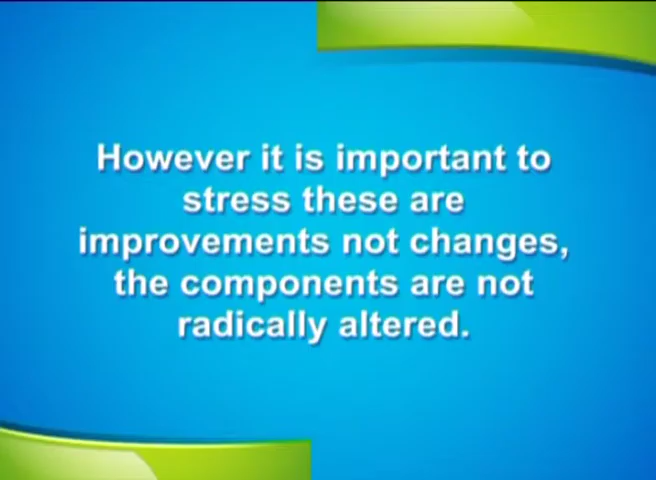 However it is important to
stress these are
improvements not changes,
the components are not
radically altered.